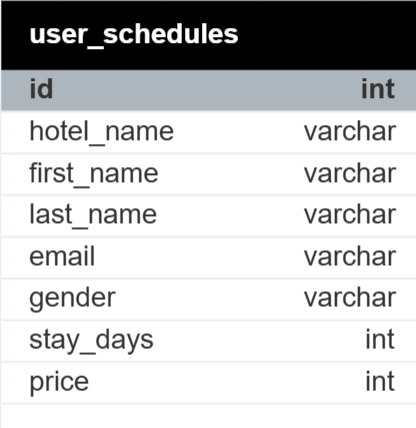 user_schedules
id int
hotel_name varchar
first_name varchar
last_name varchar
email varchar
gender varchar
stay_days int
price int